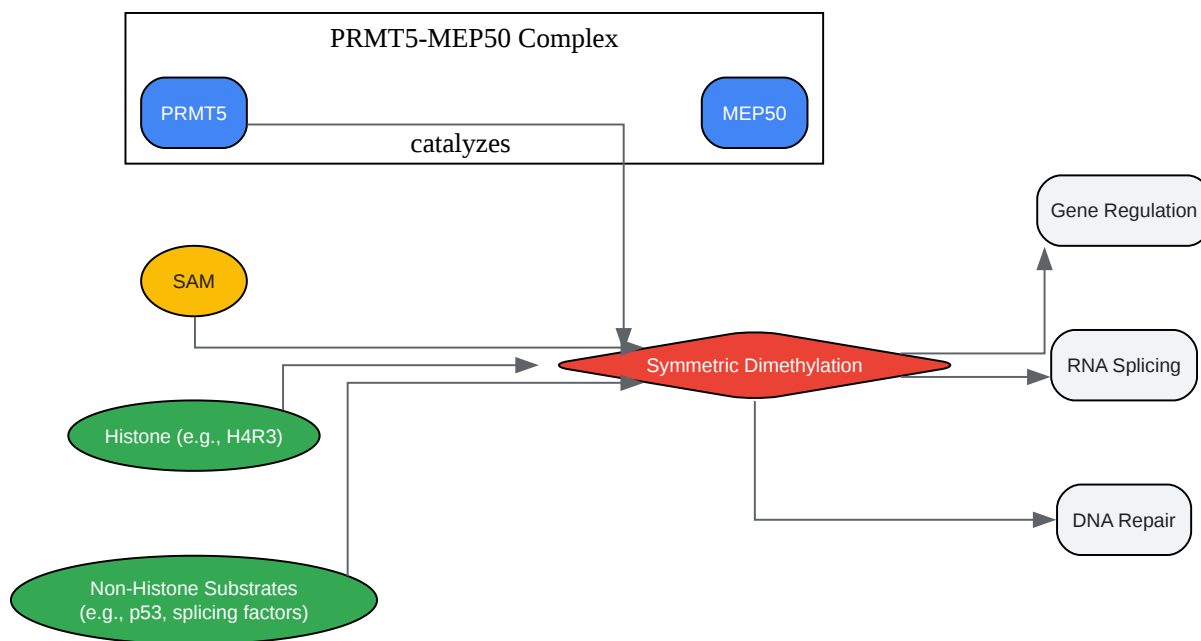 PRMT5-MEP50 Complex
PRMT5
MEP50
catalyzes
Gene Regulation
SAM
Symmetric Dimethylation
RNA Splicing
Histone (e.g., H4R3)
DNA Repair
Non-Histone Substrates
(e.g., p53, splicing factors)